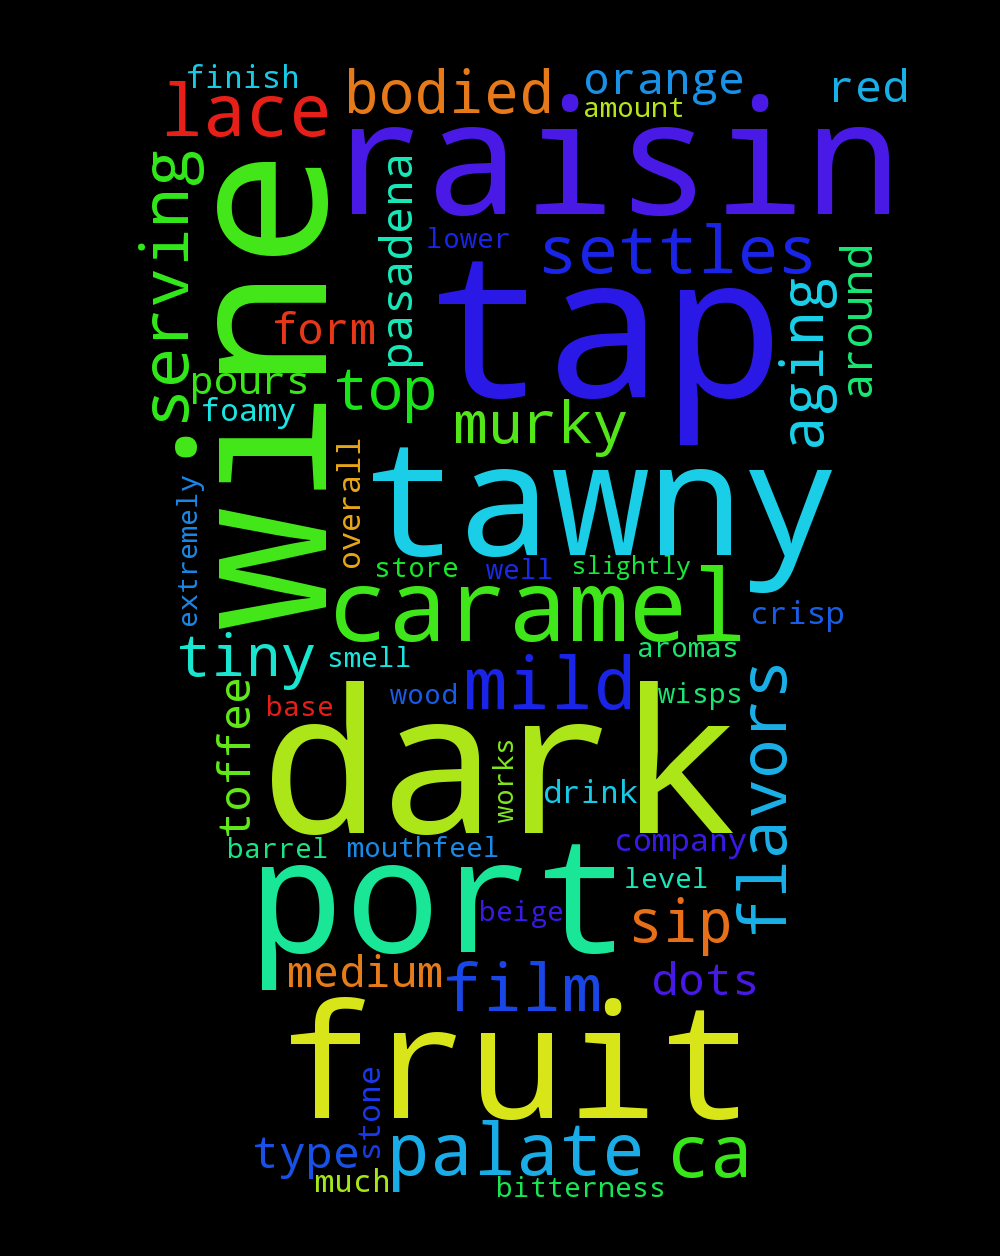 finish
lace
bodied
orange
amount
red
raisin
serving
wine
pasadena
lower
settles
tap
aging
around
form
pours
foamy
top
murky
extremely
overall
tawny
store
well
slightly
caramel
crisp
tiny
smell
aromas
mild
wood
wisps
base
toffee
dark
works
drink
flavors
barrel
mouthfeel
company
port
level
beige
sip
medium
film
dots
fruit
stone
type
palate
ca
much
bitterness